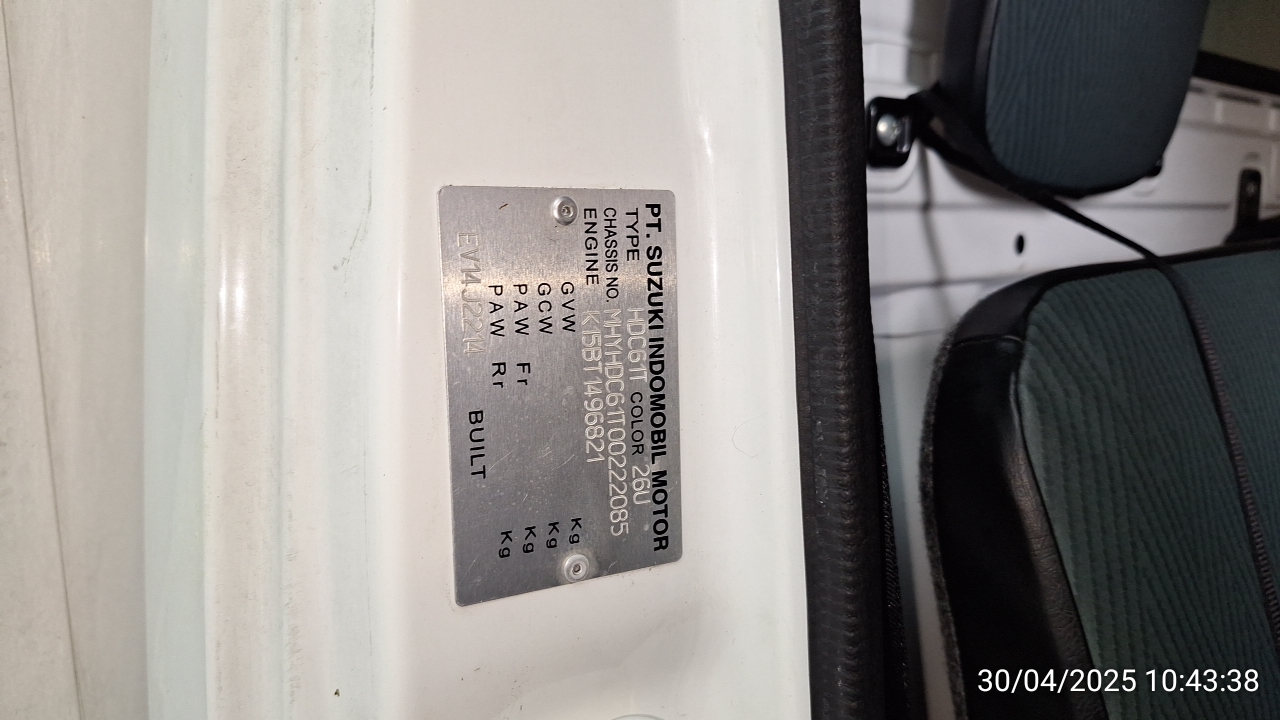 PT. SUZUKI INDOMOBIL MOTOR
TYPE HDC61T COLOR 26U
CHASSIS NO. MHYHDC61T00222085
ENGINE K15BT1496821
GVW Kg
GCW Kg
PAW Fr Kg
PAW Rr Kg
EV14J2214 BUILT
30/04/2025 10:43:38